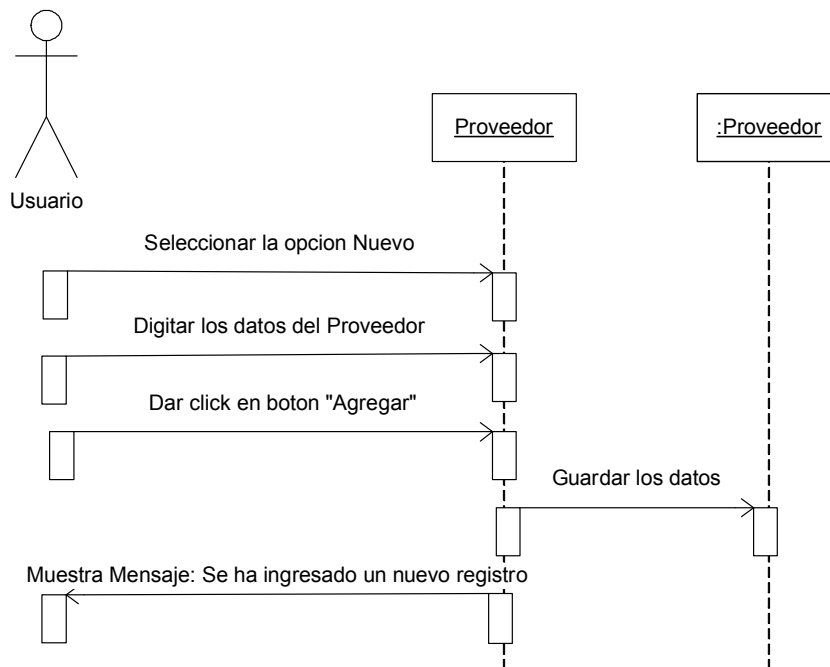 Proveedor
:Proveedor
Usuario
Seleccionar la opcion Nuevo
Digitar los datos del Proveedor
Dar click en boton "Agregar"
Guardar los datos
Muestra Mensaje: Se ha ingresado un nuevo registro